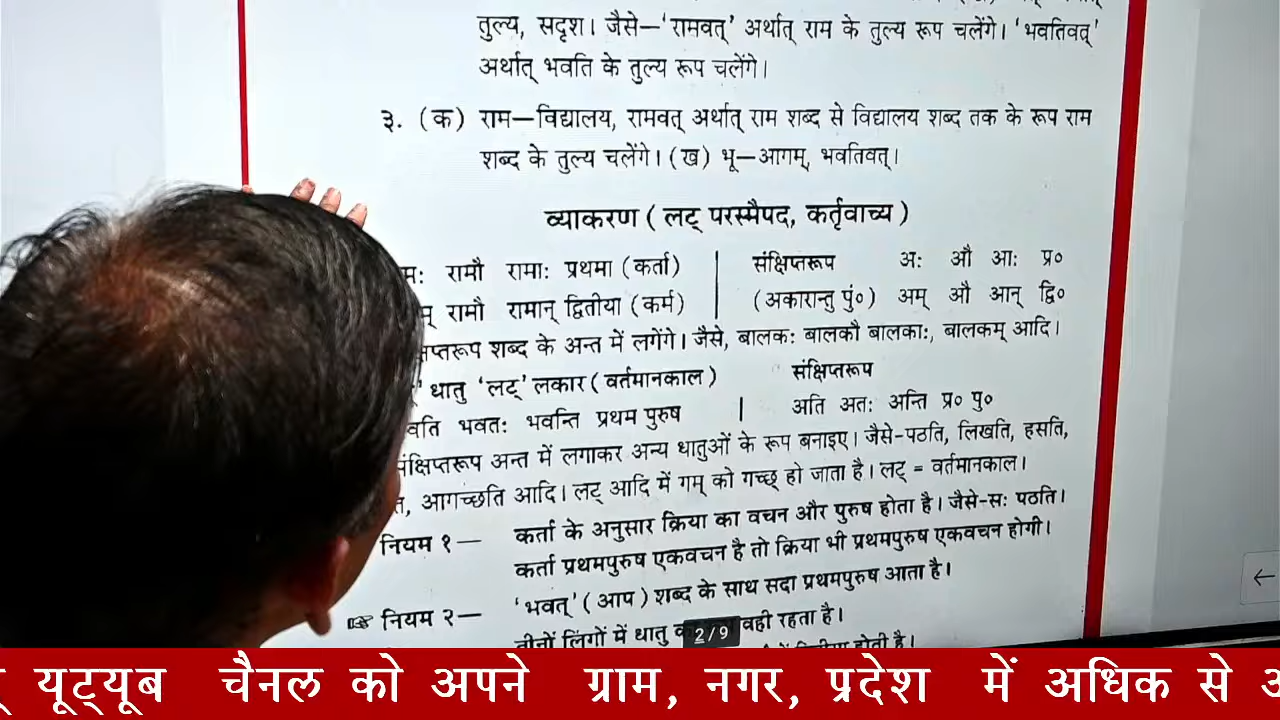 तुल्य, सदृश। जैसे—'रामवत्' अर्थात् राम के तुल्य रूप चलेंगे। 'भवतिवत्'
अर्थात् भवति के तुल्य रूप चलेंगे।
३. (क) राम—विद्यालय, रामवत् अर्थात् राम शब्द से विद्यालय शब्द तक के रूप राम
शब्द के तुल्य चलेंगे। (ख) भू—आगम्, भवतिवत्।
व्याकरण ( लट् परस्मैपद, कर्तृवाच्य )
मः रामौ रामाः प्रथमा (कर्ता) | संक्षिप्तरूप अः औ आः प्र०
म् रामौ रामान् द्वितीया (कर्म) | (अकारान्त पुं०) अम् औ आन् द्वि०
प्तरूप शब्द के अन्त में लगेंगे। जैसे, बालकः बालकौ बालकाः, बालकम् आदि।
धातु 'लट्' लकार (वर्तमानकाल) संक्षिप्तरूप
वति भवतः भवन्ति प्रथम पुरुष | अति अतः अन्ति प्र० पु०
संक्षिप्तरूप अन्त में लगाकर अन्य धातुओं के रूप बनाइए। जैसे-पठति, लिखति, हसति,
आगच्छति आदि। लट् आदि में गम् को गच्छ् हो जाता है। लट् = वर्तमानकाल।
नियम १— कर्ता के अनुसार क्रिया का वचन और पुरुष होता है। जैसे-सः पठति।
कर्ता प्रथमपुरुष एकवचन है तो क्रिया भी प्रथमपुरुष एकवचन होगी।
☞ नियम २— 'भवत्' ( आप ) शब्द के साथ सदा प्रथमपुरुष आता है।
तीनों लिंगों में धातु वही रहता है।
होती है।
2/9
यूट्यूब चैनल को अपने ग्राम, नगर, प्रदेश में अधिक से